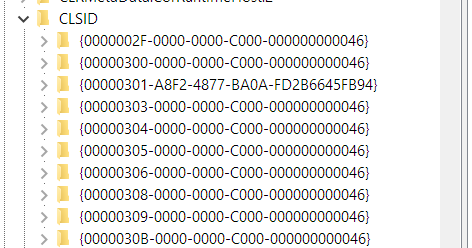 CLSID
{0000002F-0000-0000-C000-000000000046}
{00000300-0000-0000-C000-000000000046}
{00000301-A8F2-4877-BA0A-FD2B6645FB94}
{00000303-0000-0000-C000-000000000046}
{00000304-0000-0000-C000-000000000046}
{00000305-0000-0000-C000-000000000046}
{00000306-0000-0000-C000-000000000046}
{00000308-0000-0000-C000-000000000046}
{00000309-0000-0000-C000-000000000046}
{0000030B-0000-0000-C000-000000000046}